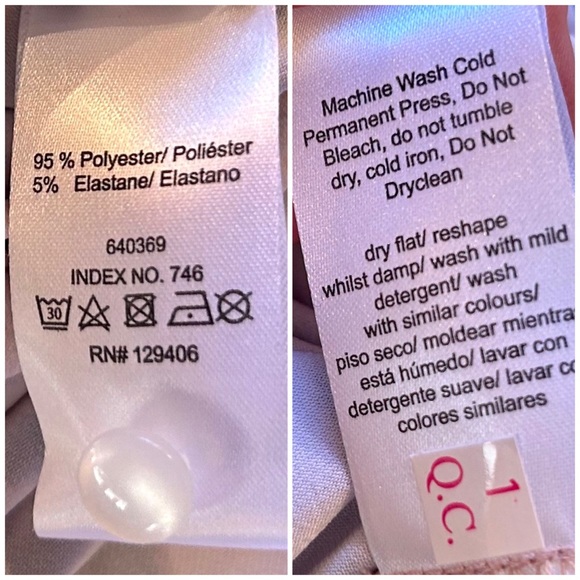 95 % Polyester/ Poliéster
5% Elastane/ Elastano
640369
INDEX NO. 746
30
RN# 129406
Machine Wash Cold
Permanent Press, Do Not
Bleach, do not tumble
dry, cold iron, Do Not
Dryclean
dry flat/ reshape
whilst damp/ wash with mild
detergent/ wash
with similar colours/
piso seco/ moldear mientra
está húmedo/ lavar con
detergente suave/ lavar co
colores similares
1
Q.C.